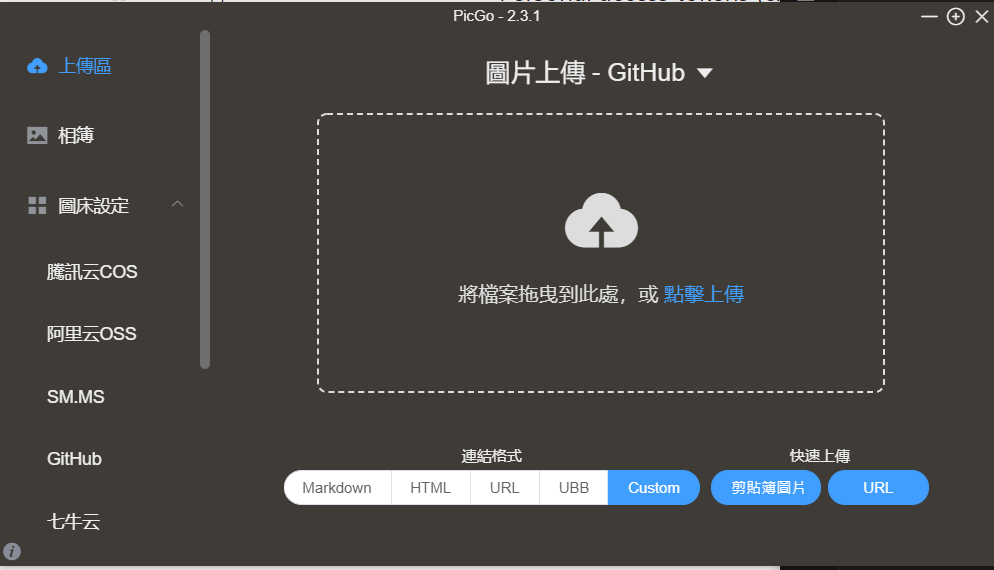 PicGo - 2.3.1
上傳區
相簿
圖床設定
騰訊云COS
阿里云OSS
SM.MS
GitHub
七牛云
圖片上傳 - GitHub
將檔案拖曳到此處，或 點擊上傳
連結格式
Markdown HTML URL UBB Custom
快速上傳
剪貼簿圖片 URL